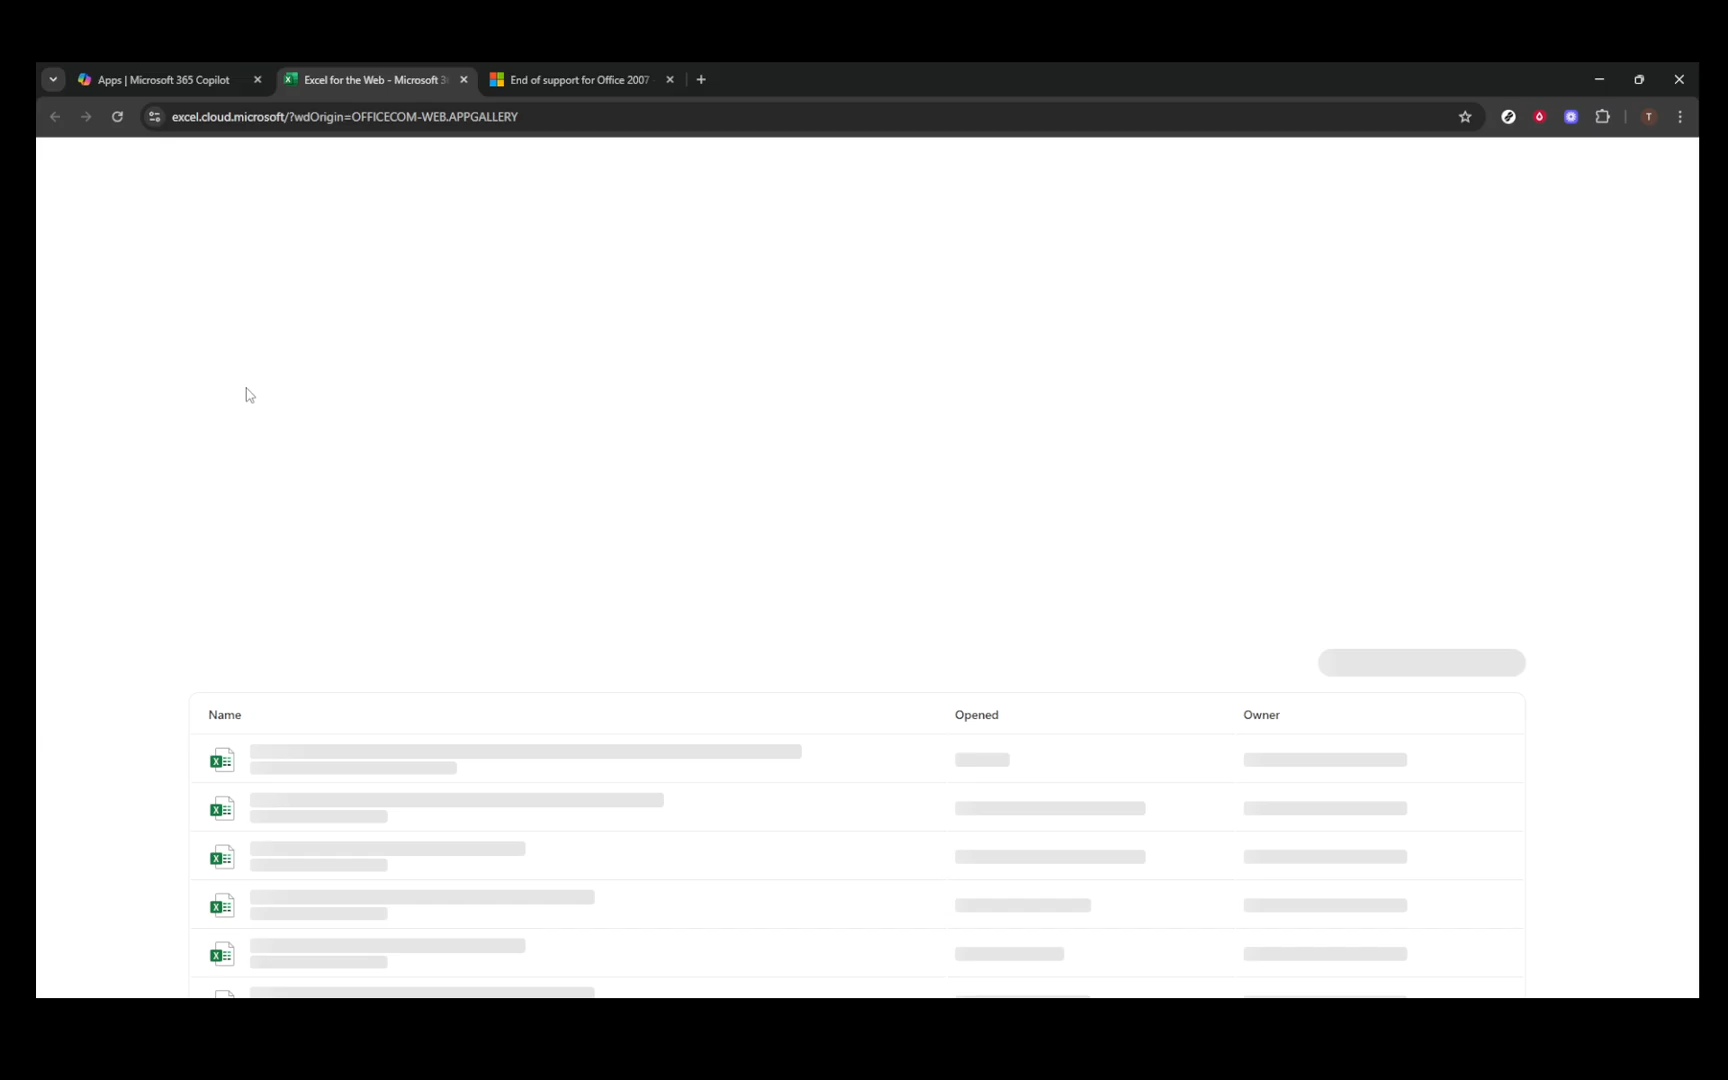 Apps | Microsoft 365 Copilot
Excel for the Web - Microsoft 3
End of support for Office 2007
excel.cloud.microsoft/?wdOrigin=OFFICECOM-WEB.APPGALLERY
T
Name Opened Owner